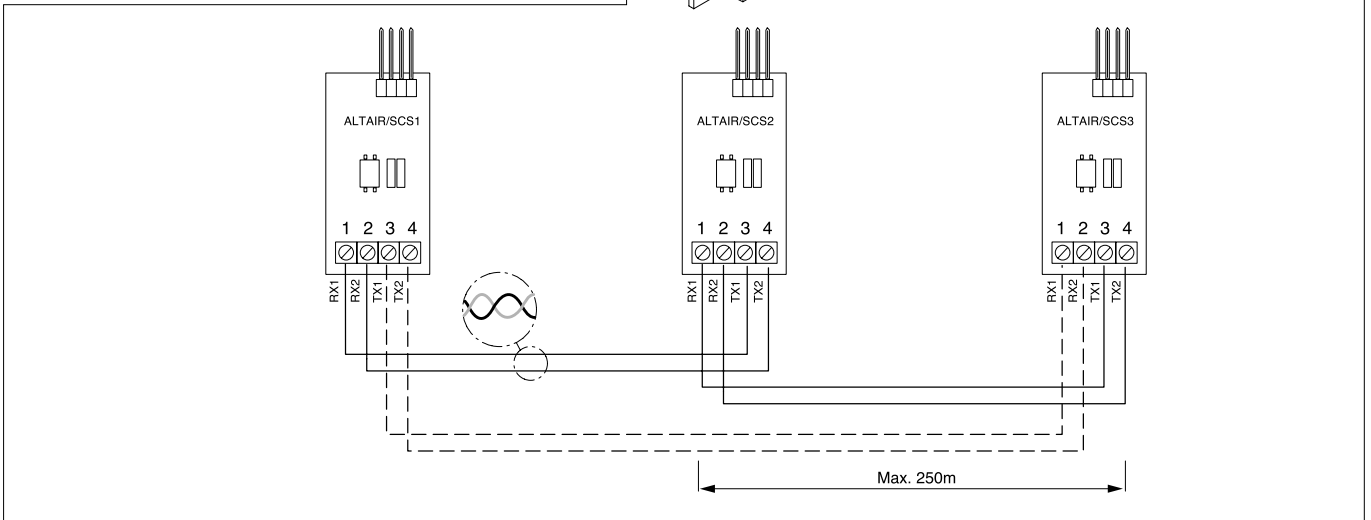 ALTAIR/SCS1 ALTAIR/SCS2 ALTAIR/SCS3
1 2 3 4 1 2 3 4 1 2 3 4
RX1 RX2 TX1 TX2 RX1 RX2 TX1 TX2 RX1 RX2 TX1 TX2
Max. 250m